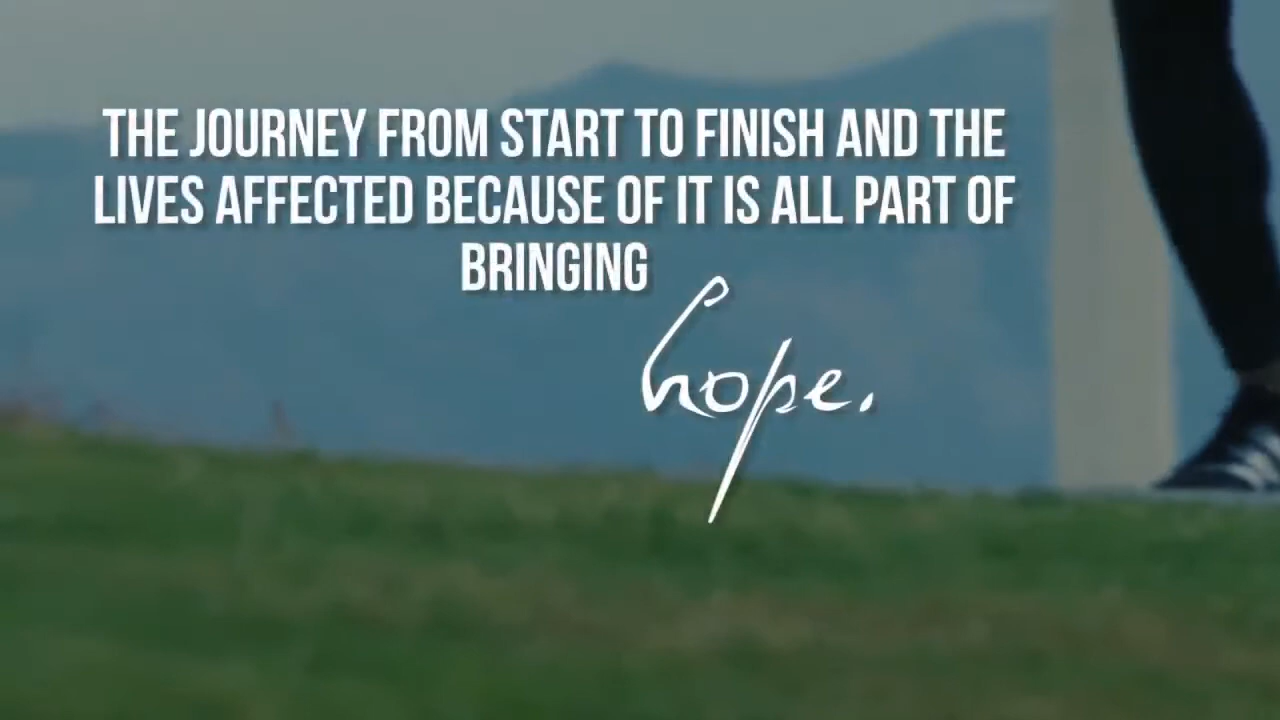 THE JOURNEY FROM START TO FINISH AND THE
LIVES AFFECTED BECAUSE OF IT IS ALL PART OF
BRINGING
hope.